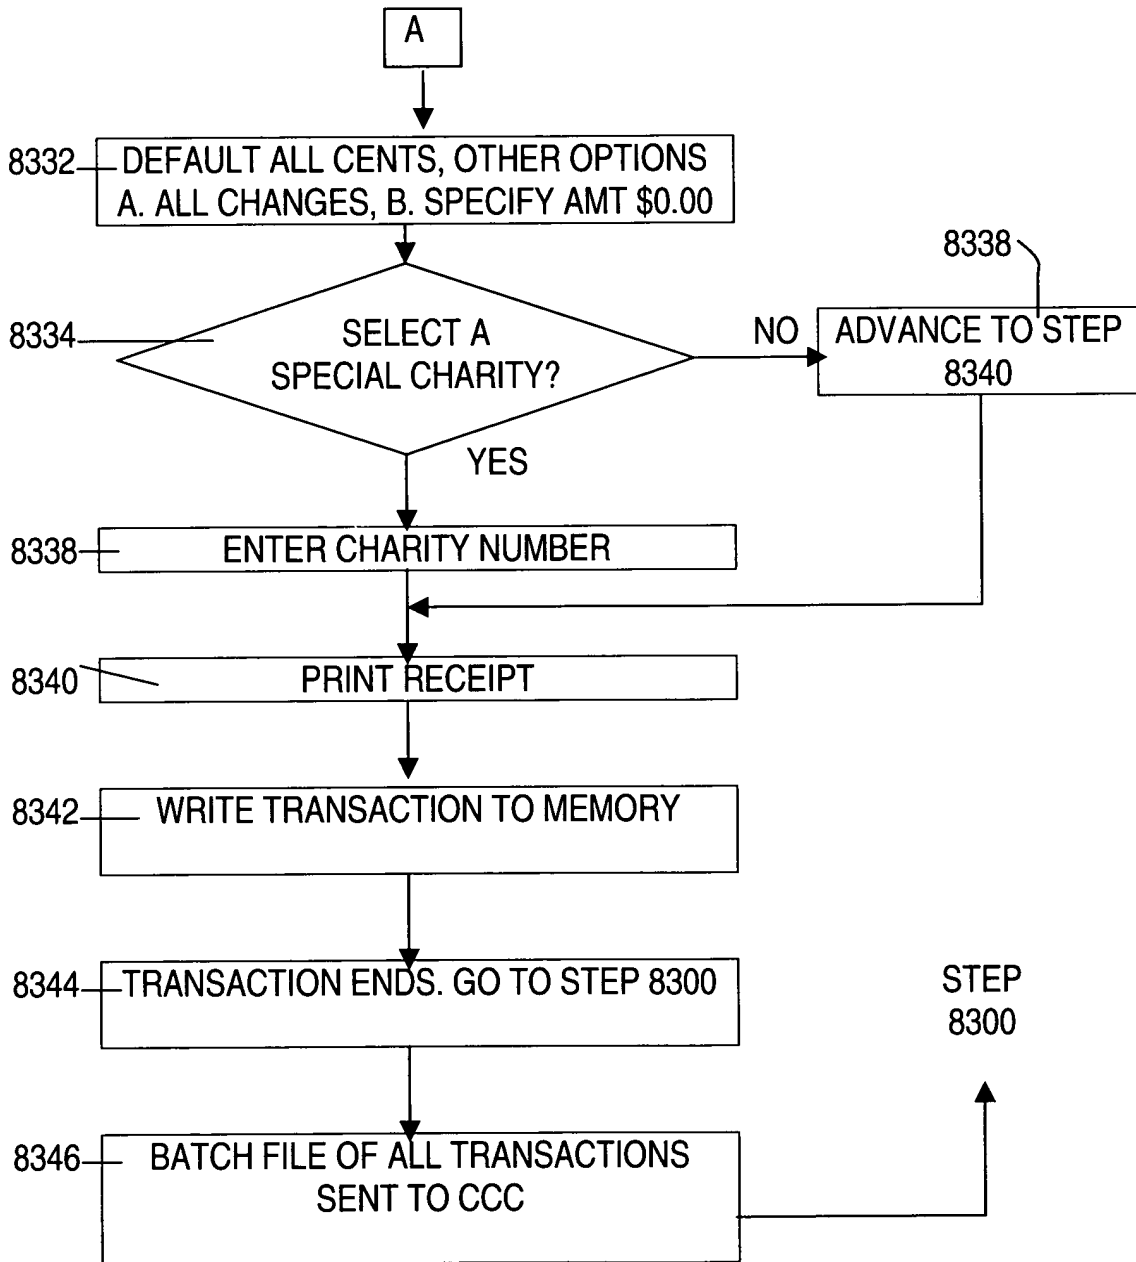 A
8332
DEFAULT ALL CENTS, OTHER OPTIONS
A. ALL CHANGES, B. SPECIFY AMT $0.00
8338
8334
SELECT A
SPECIAL CHARITY?
NO
ADVANCE TO STEP
8340
YES
8338
ENTER CHARITY NUMBER
8340
PRINT RECEIPT
8342
WRITE TRANSACTION TO MEMORY
8344
TRANSACTION ENDS. GO TO STEP 8300
STEP
8300
8346
BATCH FILE OF ALL TRANSACTIONS
SENT TO CCC